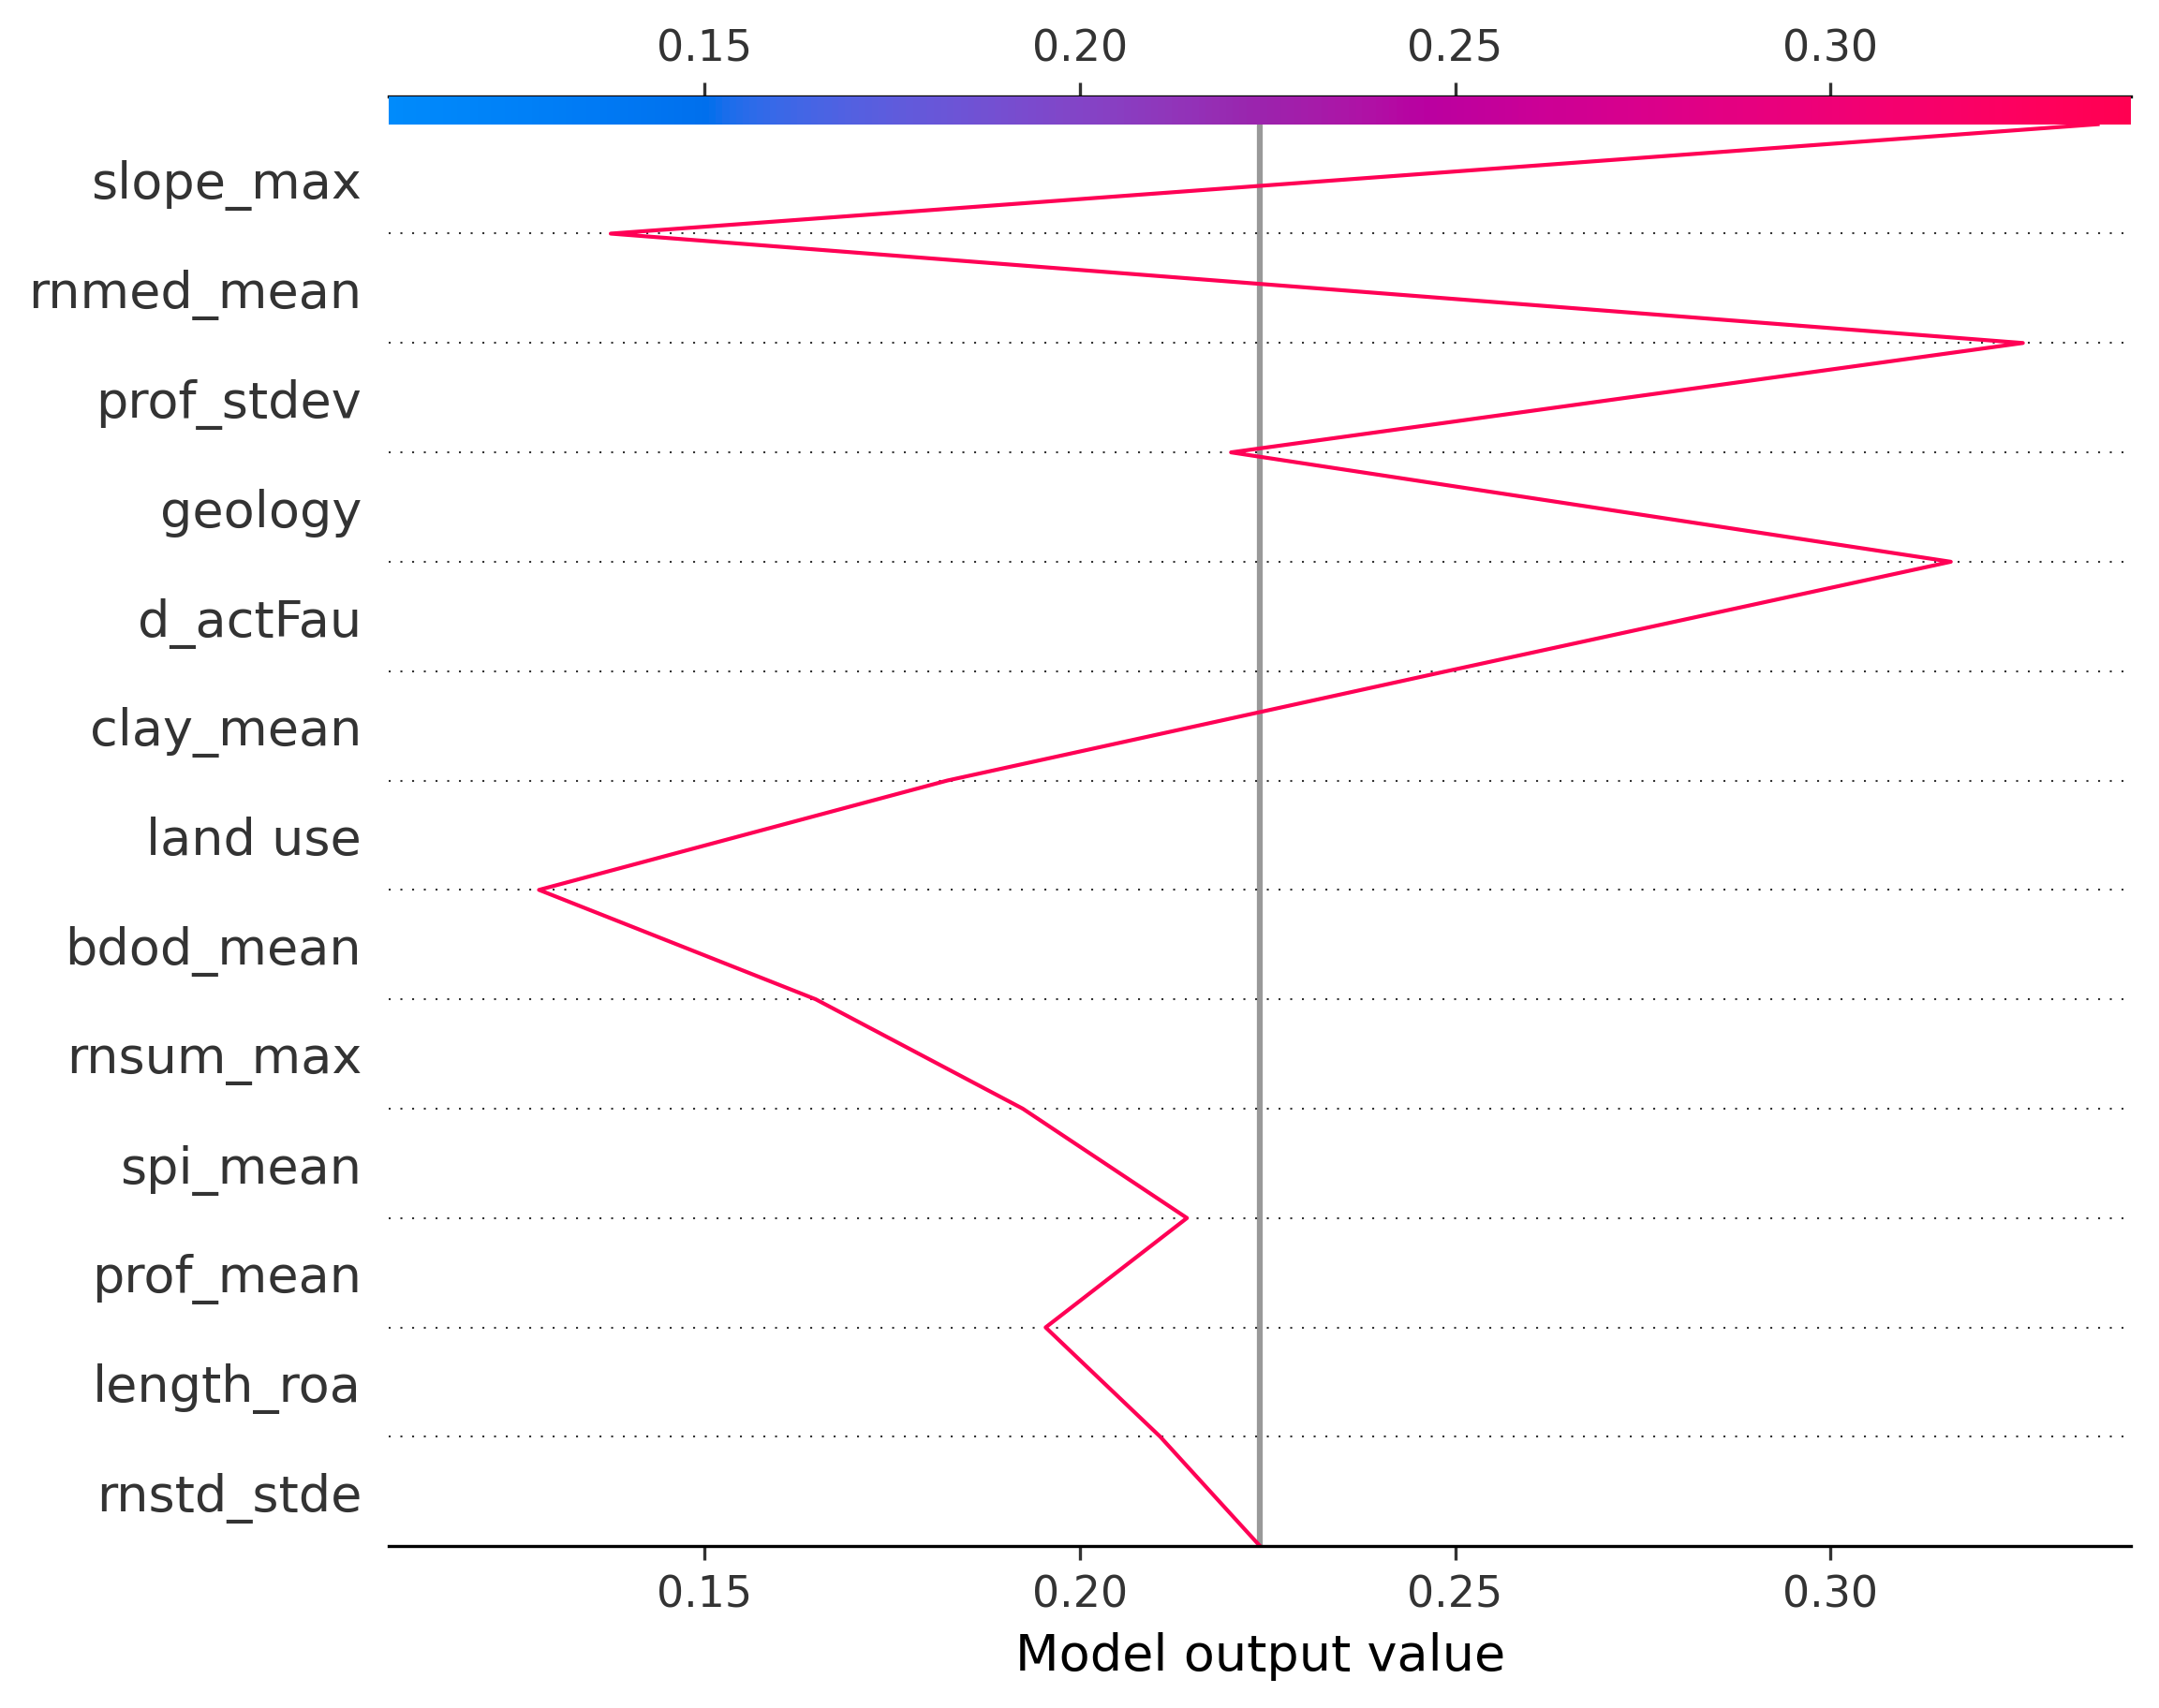 0.15 0.20 0.25 0.30
slope_max
rnmed_mean
prof_stdev
geology
d_actFau
clay_mean
land use
bdod_mean
rnsum_max
spi_mean
prof_mean
length_roa
rnstd_stde
0.15 0.20 0.25 0.30
Model output value